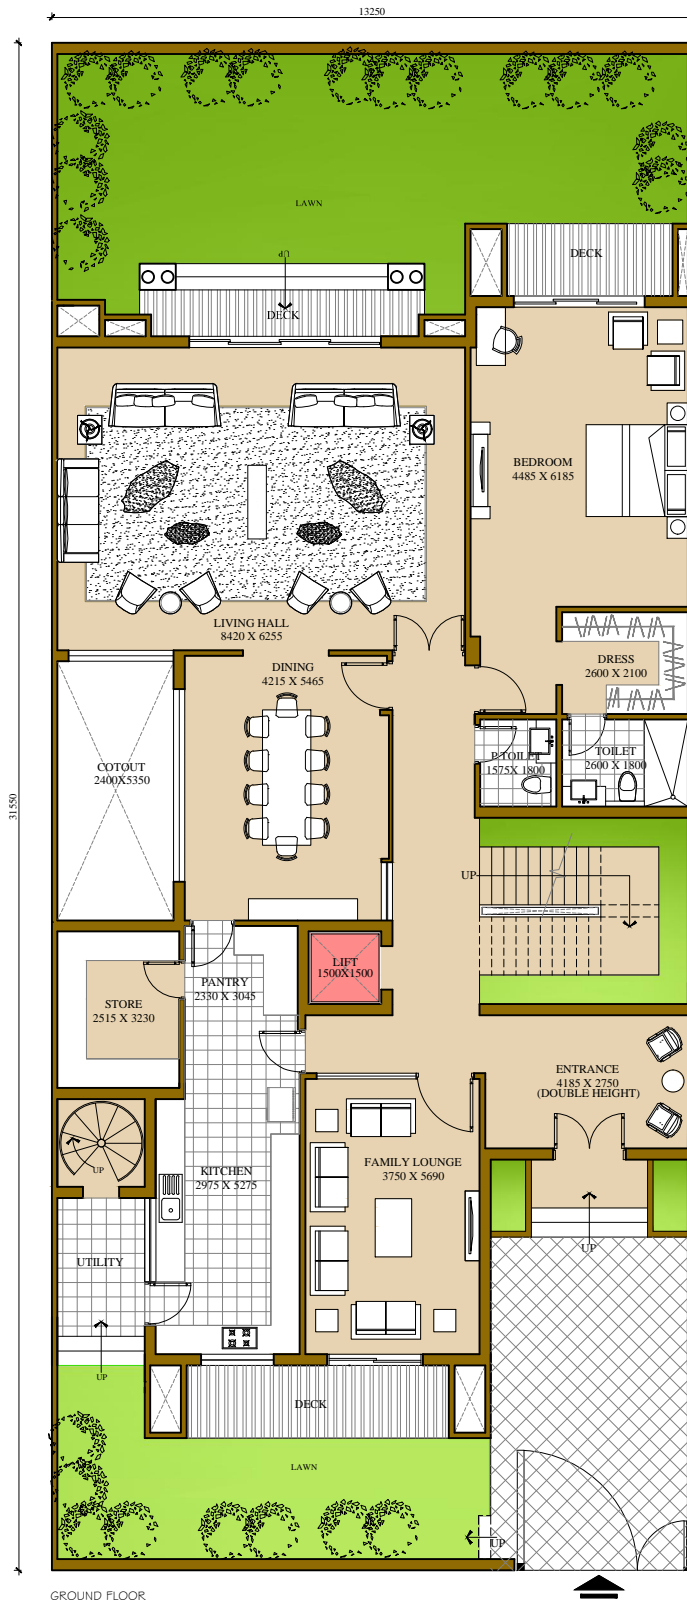 13250
LAWN
UP
DECK
DECK
BEDROOM
4485 X 6185
LIVING HALL
8420 X 6255
DINING
4215 X 5465
DRESS
2600 X 2100
COTOUT
2400X5350
P.TOILET
1575X 1800
TOILET
2600 X 1800
31550
UP
LIFT
1500X1500
PANTRY
2330 X 3045
STORE
2515 X 3230
ENTRANCE
4185 X 2750
(DOUBLE HEIGHT)
UP
KITCHEN
2975 X 5275
FAMILY LOUNGE
3750 X 5690
UTILITY
UP
UP
DECK
LAWN
UP
GROUND FLOOR